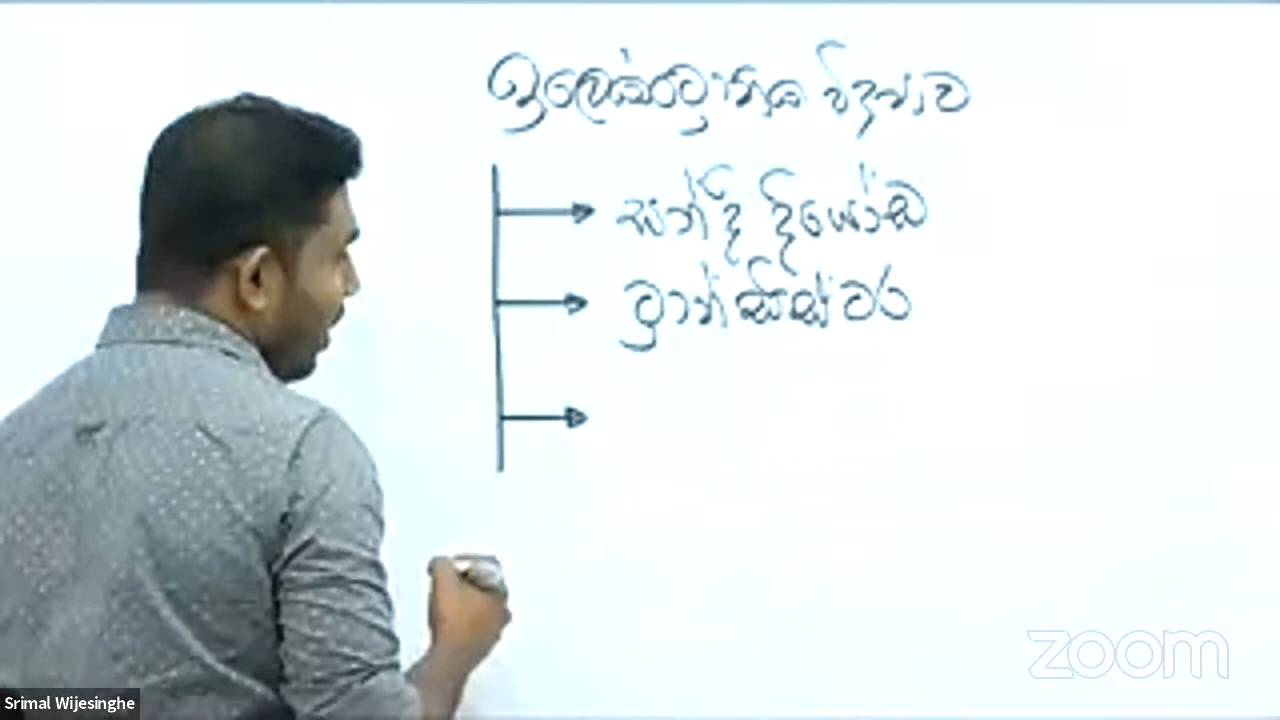 ඉලෙක්ට්‍රොනික විද්‍යාව
සන්ධි දියෝඩ
ට්‍රාන්සිස්ටර
zoom
Srimal Wijesinghe